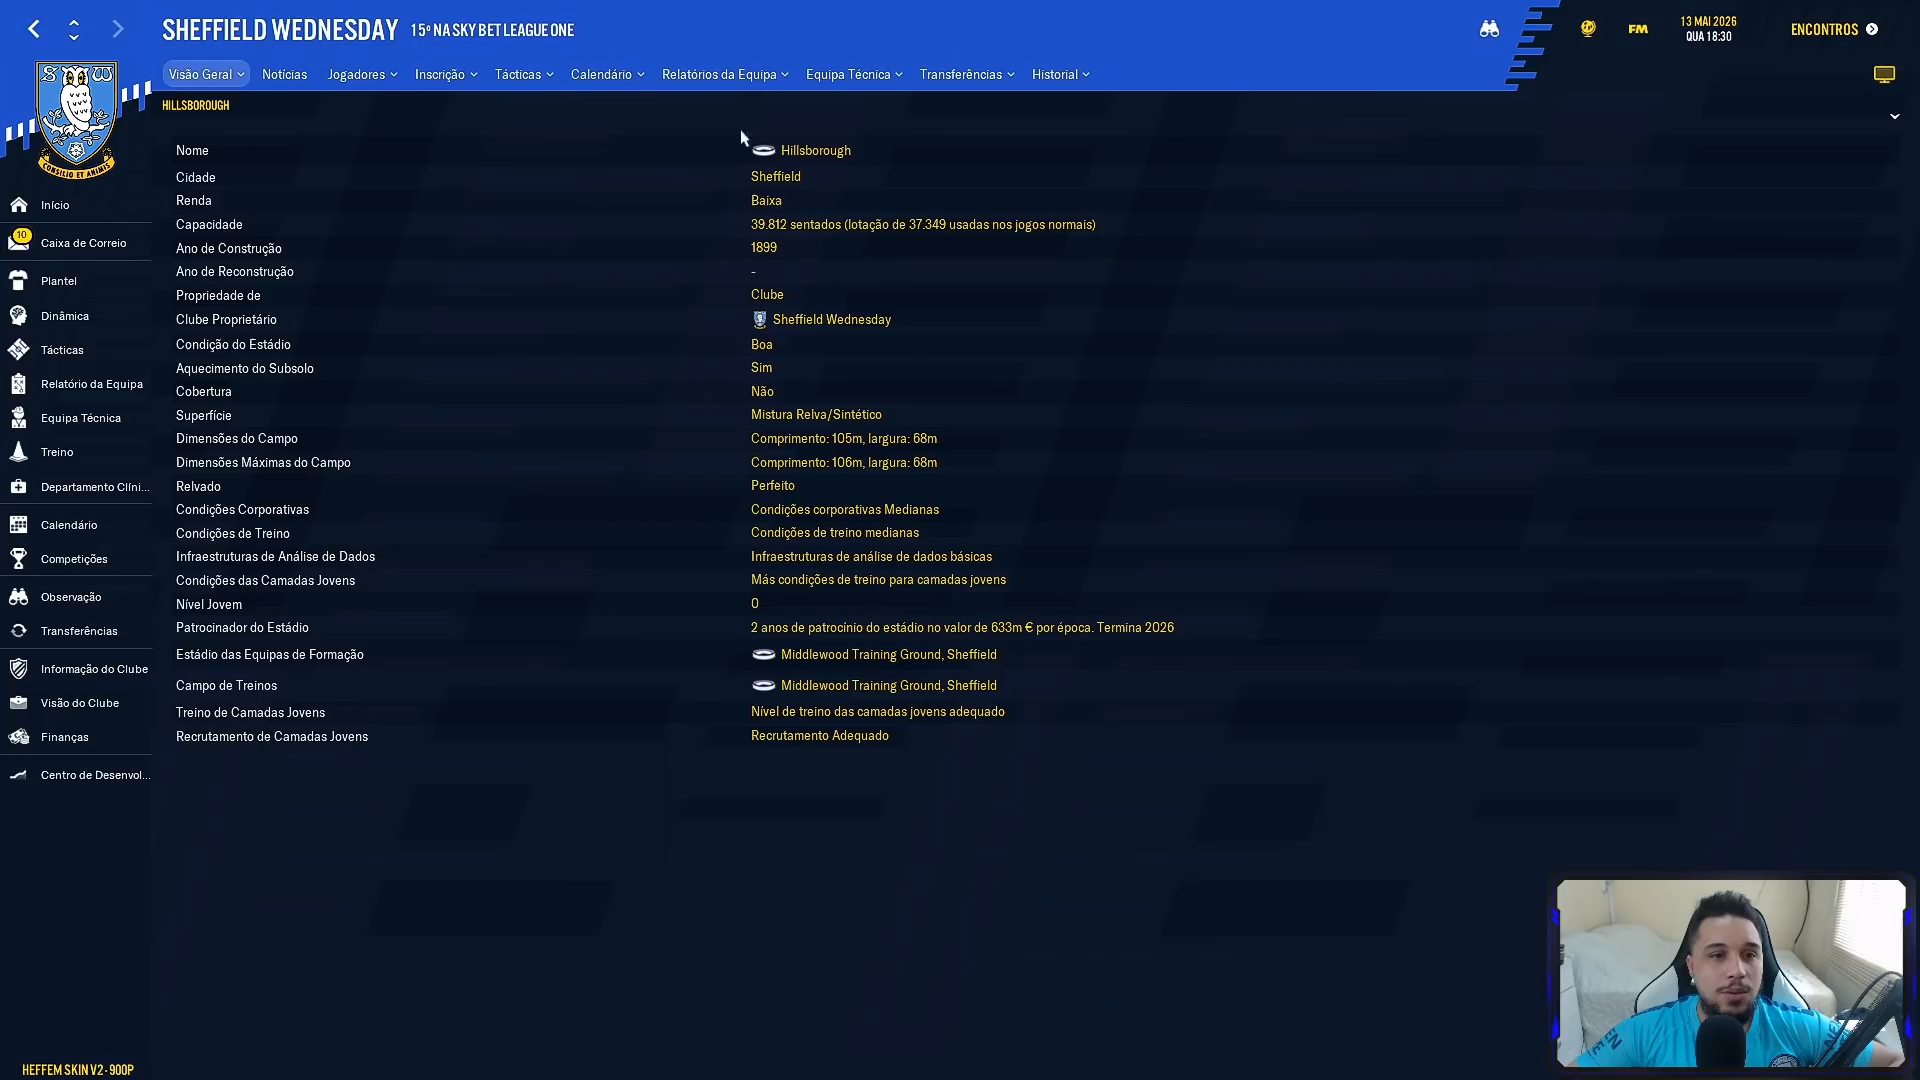 SHEFFIELD WEDNESDAY 15º NA SKY BET LEAGUE ONE
FM
13 MAI 2026
QUA 18:30
ENCONTROS
Visão Geral Notícias Jogadores Inscrição Tácticas Calendário Relatórios da Equipa Equipa Técnica Transferências Historial
S W
CONSILIO ET ANIMIS
HILLSBOROUGH
Nome Hillsborough
Cidade Sheffield
Renda Baixa
Capacidade 39.812 sentados (lotação de 37.349 usadas nos jogos normais)
Ano de Construção 1899
Ano de Reconstrução -
Propriedade de Clube
Clube Proprietário Sheffield Wednesday
Condição do Estádio Boa
Aquecimento do Subsolo Sim
Cobertura Não
Superfície Mistura Relva/Sintético
Dimensões do Campo Comprimento: 105m, largura: 68m
Dimensões Máximas do Campo Comprimento: 106m, largura: 68m
Relvado Perfeito
Condições Corporativas Condições corporativas Medianas
Condições de Treino Condições de treino medianas
Infraestruturas de Análise de Dados Infraestruturas de análise de dados básicas
Condições das Camadas Jovens Más condições de treino para camadas jovens
Nível Jovem 0
Patrocinador do Estádio 2 anos de patrocínio do estádio no valor de 633m € por época. Termina 2026
Estádio das Equipas de Formação Middlewood Training Ground, Sheffield
Campo de Treinos Middlewood Training Ground, Sheffield
Treino de Camadas Jovens Nível de treino das camadas jovens adequado
Recrutamento de Camadas Jovens Recrutamento Adequado
Início
10
Caixa de Correio
Plantel
Dinâmica
Tácticas
Relatório da Equipa
Equipa Técnica
Treino
Departamento Clíni...
Calendário
Competições
Observação
Transferências
Informação do Clube
Visão do Clube
Finanças
Centro de Desenvol...
HEFFEM SKIN V2 - 900P